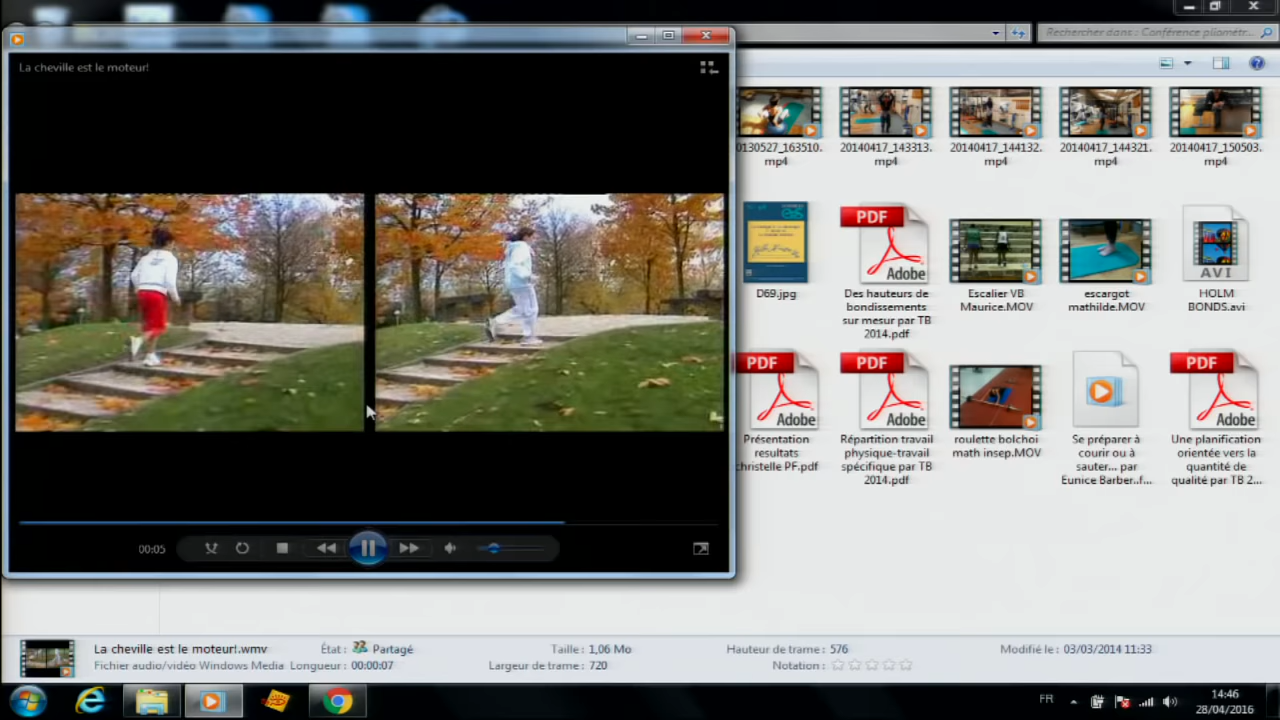 Rechercher dans : Conférence pliométr...
La cheville est le moteur!
0130527_163510.
mp4
20140417_143313.
mp4
20140417_144132.
mp4
20140417_144321.
mp4
20140417_150503.
mp4
PDF
Adobe
AVI
D69.jpg
Des hauteurs de
bondissements
sur mesur par TB
2014.pdf
Escalier VB
Maurice.MOV
escargot
mathilde.MOV
HOLM
BONDS.avi
PDF
Adobe
PDF
Adobe
PDF
Adobe
Présentation
resultats
christelle PF.pdf
Répartition travail
physique-travail
spécifique par TB
2014.pdf
roulette bolchoi
math insep.MOV
Se préparer à
courir ou à
sauter... par
Eunice Barber..f...
Une planification
orientée vers la
quantité de
qualité par TB 2...
00:05
La cheville est le moteur!.wmv
État : Partagé
Taille : 1,06 Mo
Hauteur de trame : 576
Modifié le : 03/03/2014 11:33
Fichier audio/vidéo Windows Media
Longueur : 00:00:07
Largeur de trame : 720
Notation :
FR
14:46
28/04/2016